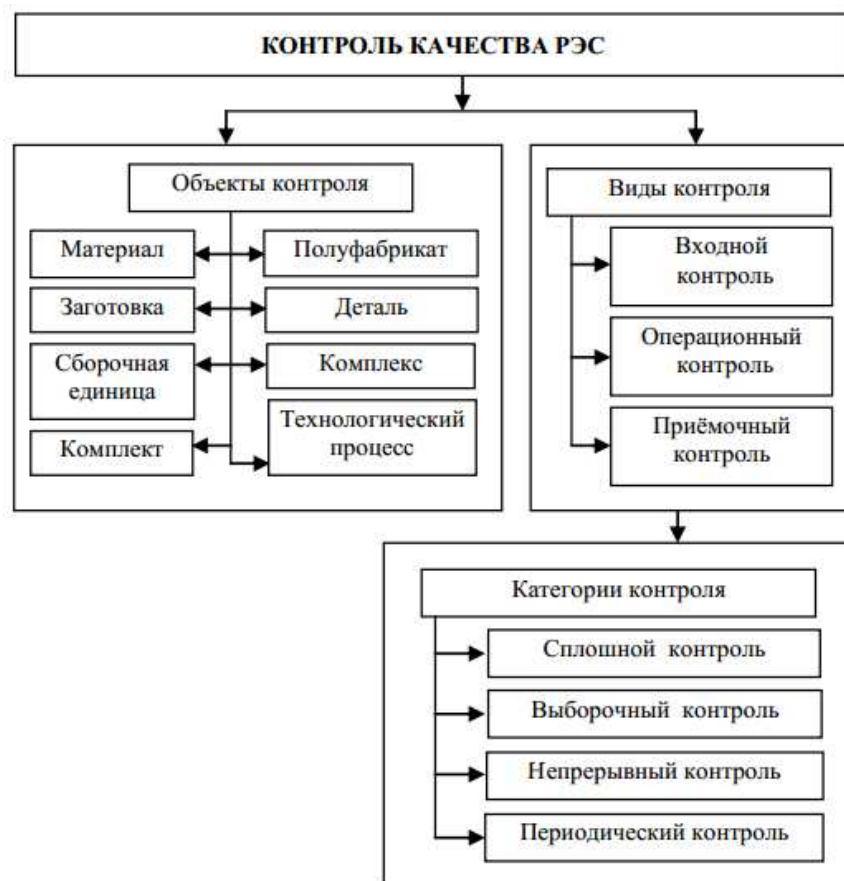 КОНТРОЛЬ КАЧЕСТВА РЭС
Объекты контроля
Материал
Полуфабрикат
Заготовка
Деталь
Сборочная
единица
Комплекс
Комплект
Технологический
процесс
Виды контроля
Входной
контроль
Операционный
контроль
Приёмочный
контроль
Категории контроля
Сплошной контроль
Выборочный контроль
Непрерывный контроль
Периодический контроль